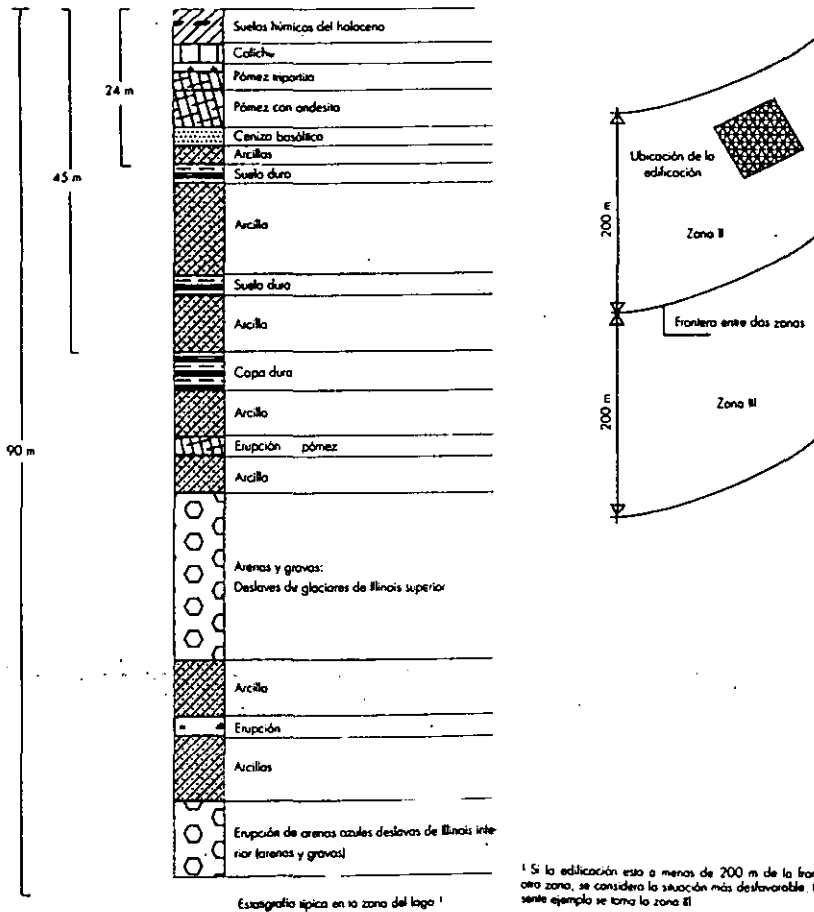 Suelos húmicos del holoceno
Caliche
Pómez tripartita
24 m
Pómez con andesita
Ceniza basáltica
Arcillas
45 m
Suelo duro
Arcilla
Suelo duro
Arcilla
Capa dura
Arcilla
90 m
Erupción pómez
Arcilla
Arenas y gravas:
Deslaves de glaciares de Illinois superior
Arcilla
Erupción
Arcillas
Erupción de arenas azules deslavas de Illinois infe-
rior (arenas y gravas)
Estratigrafía típica en la zona del lago 1
Ubicación de la
edificación
200 m
Zona II
Frontera entre dos zonas
200 m
Zona III
1 Si la edificación esta a menos de 200 m de la fron
otra zona, se considera la situación más desfavorable.
sente ejemplo se toma la zona III